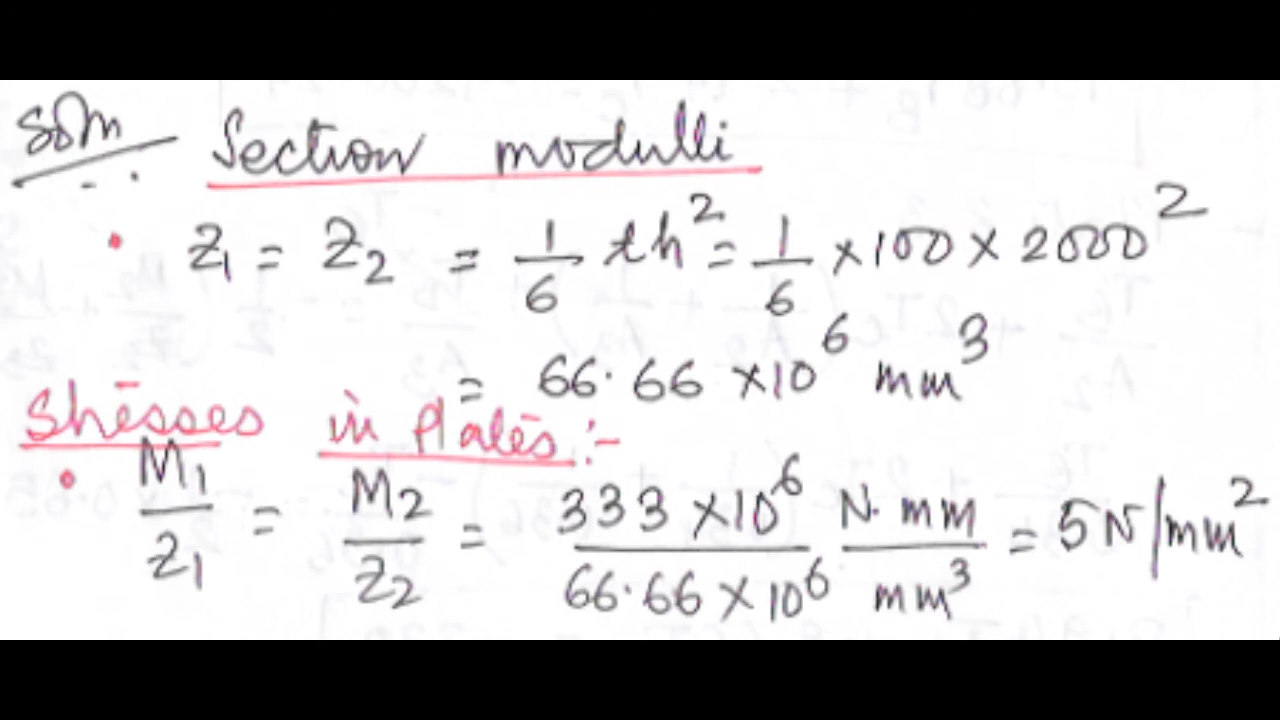 Soln Section modulli
• Z₁ = Z₂ = 1/6 th² = 1/6 × 100 × 2000²
= 66.66 × 10⁶ mm³
Stresses in Plates :-
• M₁/Z₁ = M₂/Z₂ = 333 × 10⁶ / 66.66 × 10⁶ N.mm/mm³ = 5 N/mm²